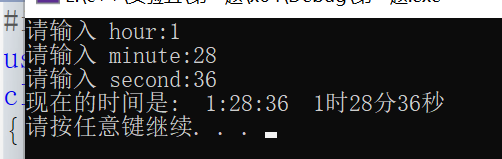 请输入 hour:1
请输入 minute:28
请输入 second:36
现在的时间是:  1:28:36  1时28分36秒
请按任意键继续. . .